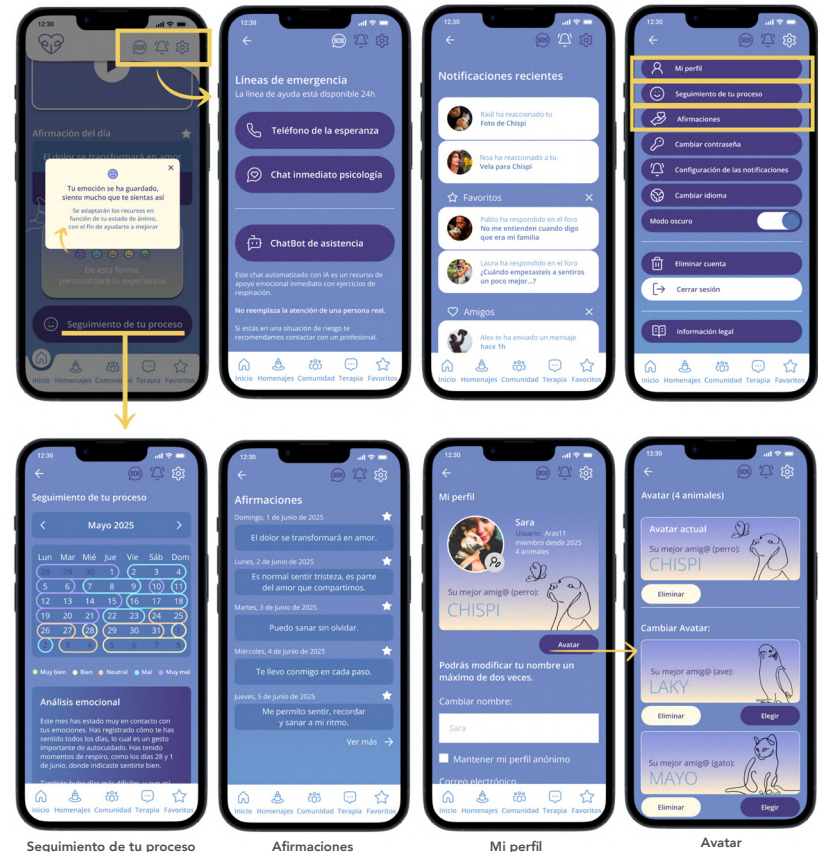 12:30
SOS
Afirmación del día
El dolor se transformará en amor
Tu emoción se ha guardado,
siento mucho que te sientas así
Se adaptarán los recursos en
función de tu estado de ánimo,
con el fin de ayudarte a mejorar
De esta forma,
personalizará tu experiencia
Seguimiento de tu proceso
Inicio Homenajes Comunidad Terapia Favoritos
12:30
SOS
Líneas de emergencia
La línea de ayuda está disponible 24h
Teléfono de la esperanza
Chat inmediato psicología
ChatBot de asistencia
Este chat automatizado con IA es un recurso de
apoyo emocional inmediato con ejercicios de
respiración.
No reemplaza la atención de una persona real.
Si estás en una situación de riesgo te
recomendamos contactar con un profesional.
Inicio Homenajes Comunidad Terapia Favoritos
12:30
SOS
Notificaciones recientes
Raúl ha reaccionado tu
Foto de Chispi
Noa ha reaccionado a tu
Vela para Chispi
Favoritos
Pablo ha respondido en el foro
No me entienden cuando digo
que era mi familia
Laura ha respondido en el foro
¿Cuándo empezasteis a sentiros
un poco mejor...?
Amigos
Alex te ha enviado un mensaje
hace 1h
Inicio Homenajes Comunidad Terapia Favoritos
12:30
SOS
Mi perfil
Seguimiento de tu proceso
Afirmaciones
Cambiar contraseña
Configuración de las notificaciones
Cambiar idioma
Modo oscuro
Eliminar cuenta
Cerrar sesión
Información legal
Inicio Homenajes Comunidad Terapia Favoritos
12:30
SOS
Seguimiento de tu proceso
Mayo 2025
Lun Mar Mié Jue Vie Sáb Dom
28 29 30 1 2 3 4
5 6 7 8 9 10 11
12 13 14 15 16 17 18
19 20 21 22 23 24 25
26 27 28 29 30 31 1
2 3 4 5 6 7 8
Muy bien Bien Neutral Mal Muy mal
Análisis emocional
Este mes has estado muy en contacto con
tus emociones. Has registrado cómo te has
sentido todos los días, lo cual es un gesto
importante de autocuidado. Has tenido
momentos de respiro, como los días 28 y 1
de junio, donde indicaste sentirte bien.
También hubo días más difíciles, y aun así
Inicio Homenajes Comunidad Terapia Favoritos
Seguimiento de tu proceso
12:30
SOS
Afirmaciones
Domingo, 1 de Junio de 2025
El dolor se transformará en amor.
Lunes, 2 de Junio de 2025
Es normal sentir tristeza, es parte
del amor que compartimos.
Martes, 3 de Junio de 2025
Puedo sanar sin olvidar.
Miércoles, 4 de Junio de 2025
Te llevo conmigo en cada paso.
Jueves, 5 de Junio de 2025
Me permito sentir, recordar
y sanar a mi ritmo.
Ver más
Inicio Homenajes Comunidad Terapia Favoritos
Afirmaciones
12:30
SOS
Mi perfil
Sara
Usuario: Aras11
miembro desde 2025
4 animales
Su mejor amig@ (perro):
CHISPI
Avatar
Podrás modificar tu nombre un
máximo de dos veces.
Cambiar nombre:
Sara
Mantener mi perfil anónimo
Correo electrónico
Inicio Homenajes Comunidad Terapia Favoritos
Mi perfil
12:30
SOS
Avatar (4 animales)
Avatar actual
Su mejor amig@ (perro):
CHISPI
Eliminar
Cambiar Avatar:
Su mejor amig@ (ave):
LAKY
Eliminar
Elegir
Su mejor amig@ (gato):
MAYO
Eliminar
Elegir
Inicio Homenajes Comunidad Terapia Favoritos
Avatar